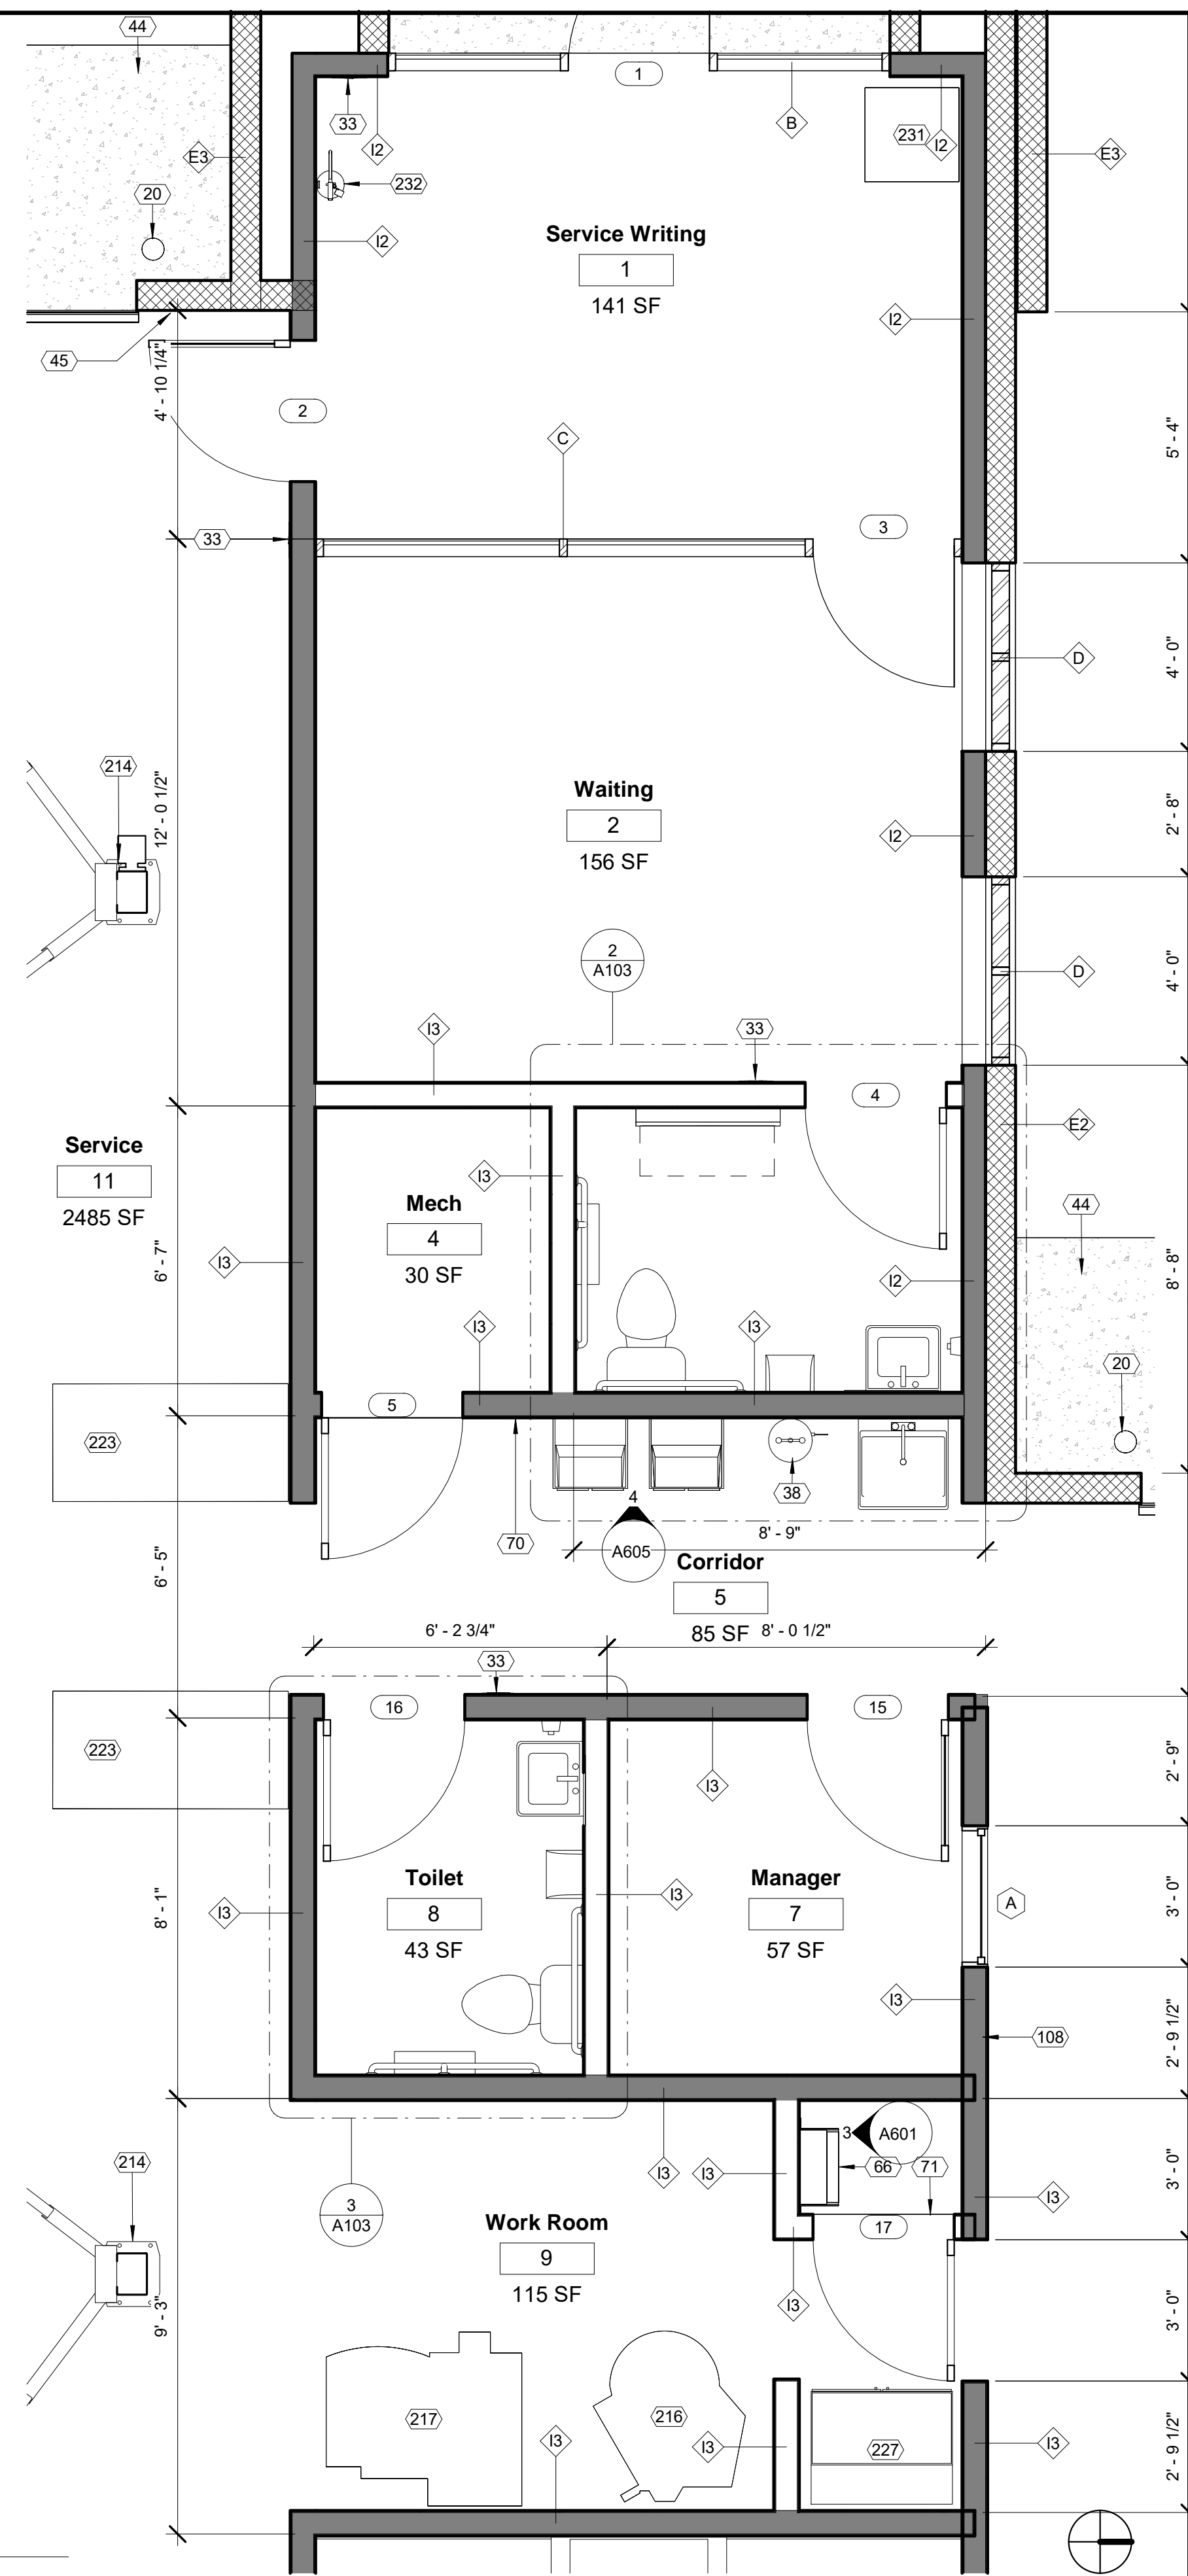 44
1
B
33
I2
231
I2
E3
E3
20
232
I2
Service Writing
1
141 SF
I2
45
4' - 10 1/4"
2
5' - 4"
C
3
33
D
4' - 0"
214
12' - 0 1/2"
Waiting
2
156 SF
I2
2' - 8"
2
A103
D
4' - 0"
I3
33
4
E2
Service
11
2485 SF
I3
Mech
4
30 SF
44
6' - 7"
I3
I2
8' - 8"
I3
I3
20
5
223
38
4
70
A605
8' - 9"
6' - 5"
Corridor
5
85 SF
6' - 2 3/4"
8' - 0 1/2"
33
16
15
223
I3
2' - 9"
Toilet
8
43 SF
I3
Manager
7
57 SF
A
3' - 0"
8' - 1"
I3
I3
108
2' - 9 1/2"
3
A601
214
I3
I3
66
71
I3
3' - 0"
3
A103
Work Room
9
115 SF
17
I3
9' - 3"
3' - 0"
217
216
I3
I3
227
I3
2' - 9 1/2"